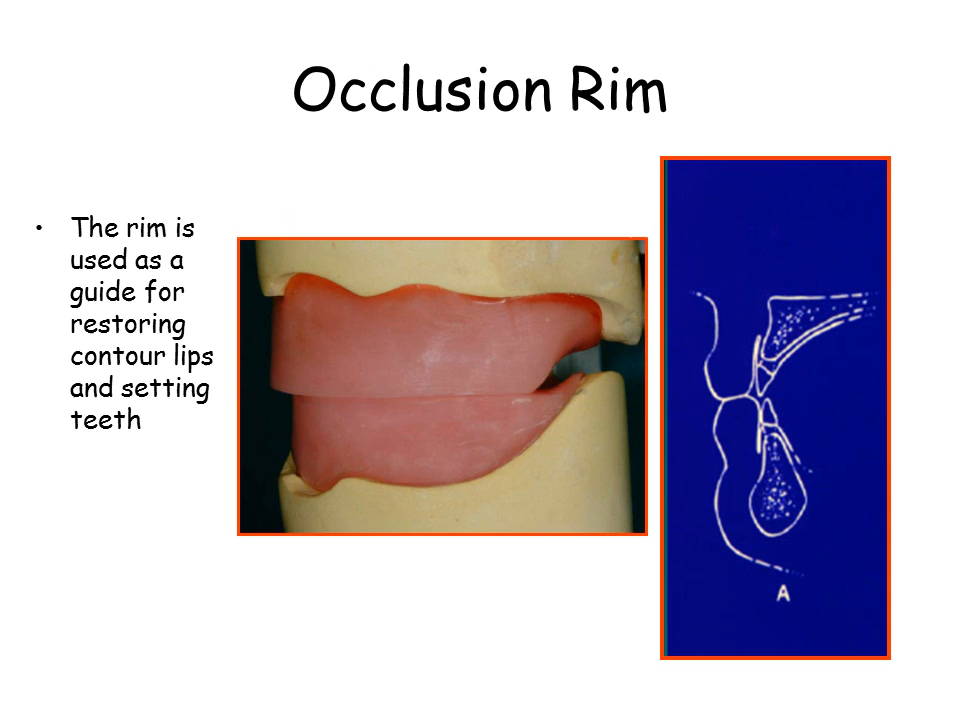 Occlusion Rim
• The rim is
used as a
guide for
restoring
contour lips
and setting
teeth
A